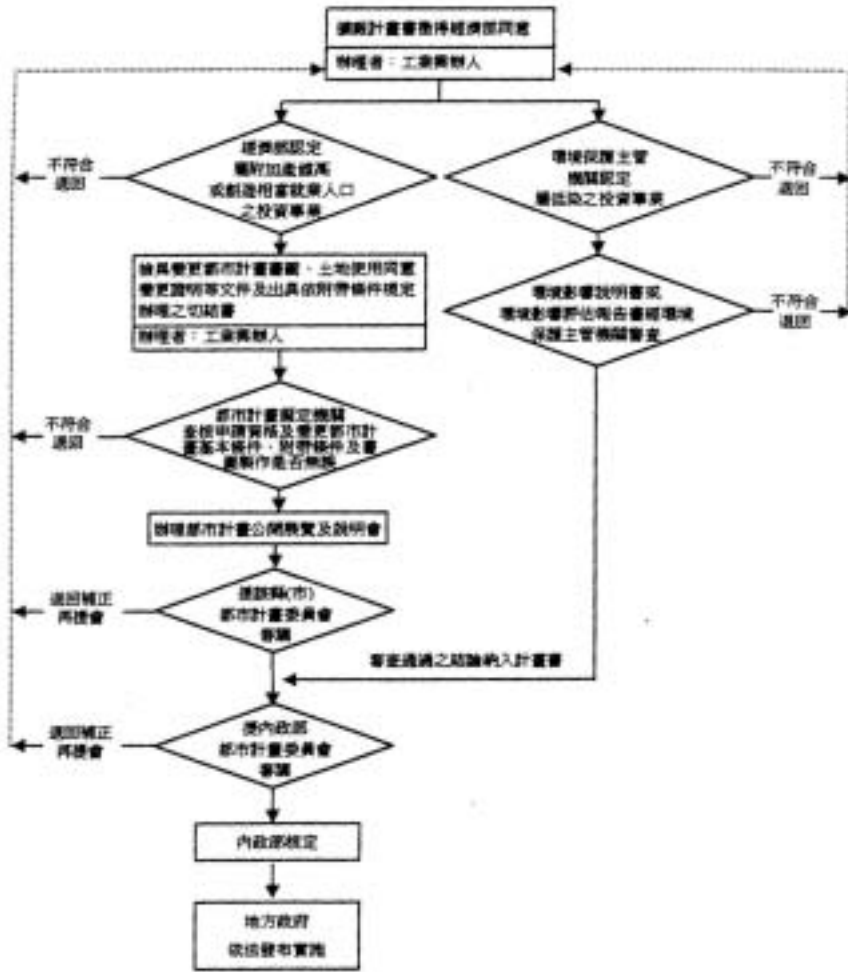 擴廠計畫書徵得經濟部同意
辦理者：工業興辦人
經濟部認定
屬附加產值高
或創造相當就業人口
之投資事業
不符合
退回
環境保護主管
機關認定
屬低染之投資事業
不符合
退回
檢具變更都市計畫書圖、土地使用同意
變更證明等文件及出具依附帶條件規定
辦理之切結書
辦理者：工業興辦人
環境影響說明書或
環境影響評估報告書經環境
保護主管機關審查
不符合
退回
都市計畫擬定機關
查核申請資格及變更都市計
畫基本條件、附帶條件及書
圖製作是否無誤
不符合
退回
辦理都市計畫公開展覽及說明會
退回補正
再提會
提該縣(市)
都市計畫委員會
審議
審查通過之結論納入計畫書
退回補正
再提會
提內政部
都市計畫委員會
審議
內政部核定
地方政府
依法發布實施